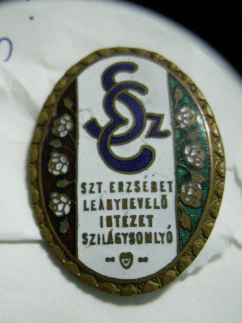 SZT. ERZSÉBET
LEÁNYNEVELŐ
INTÉZET
SZILÁGYSOMLYÓ